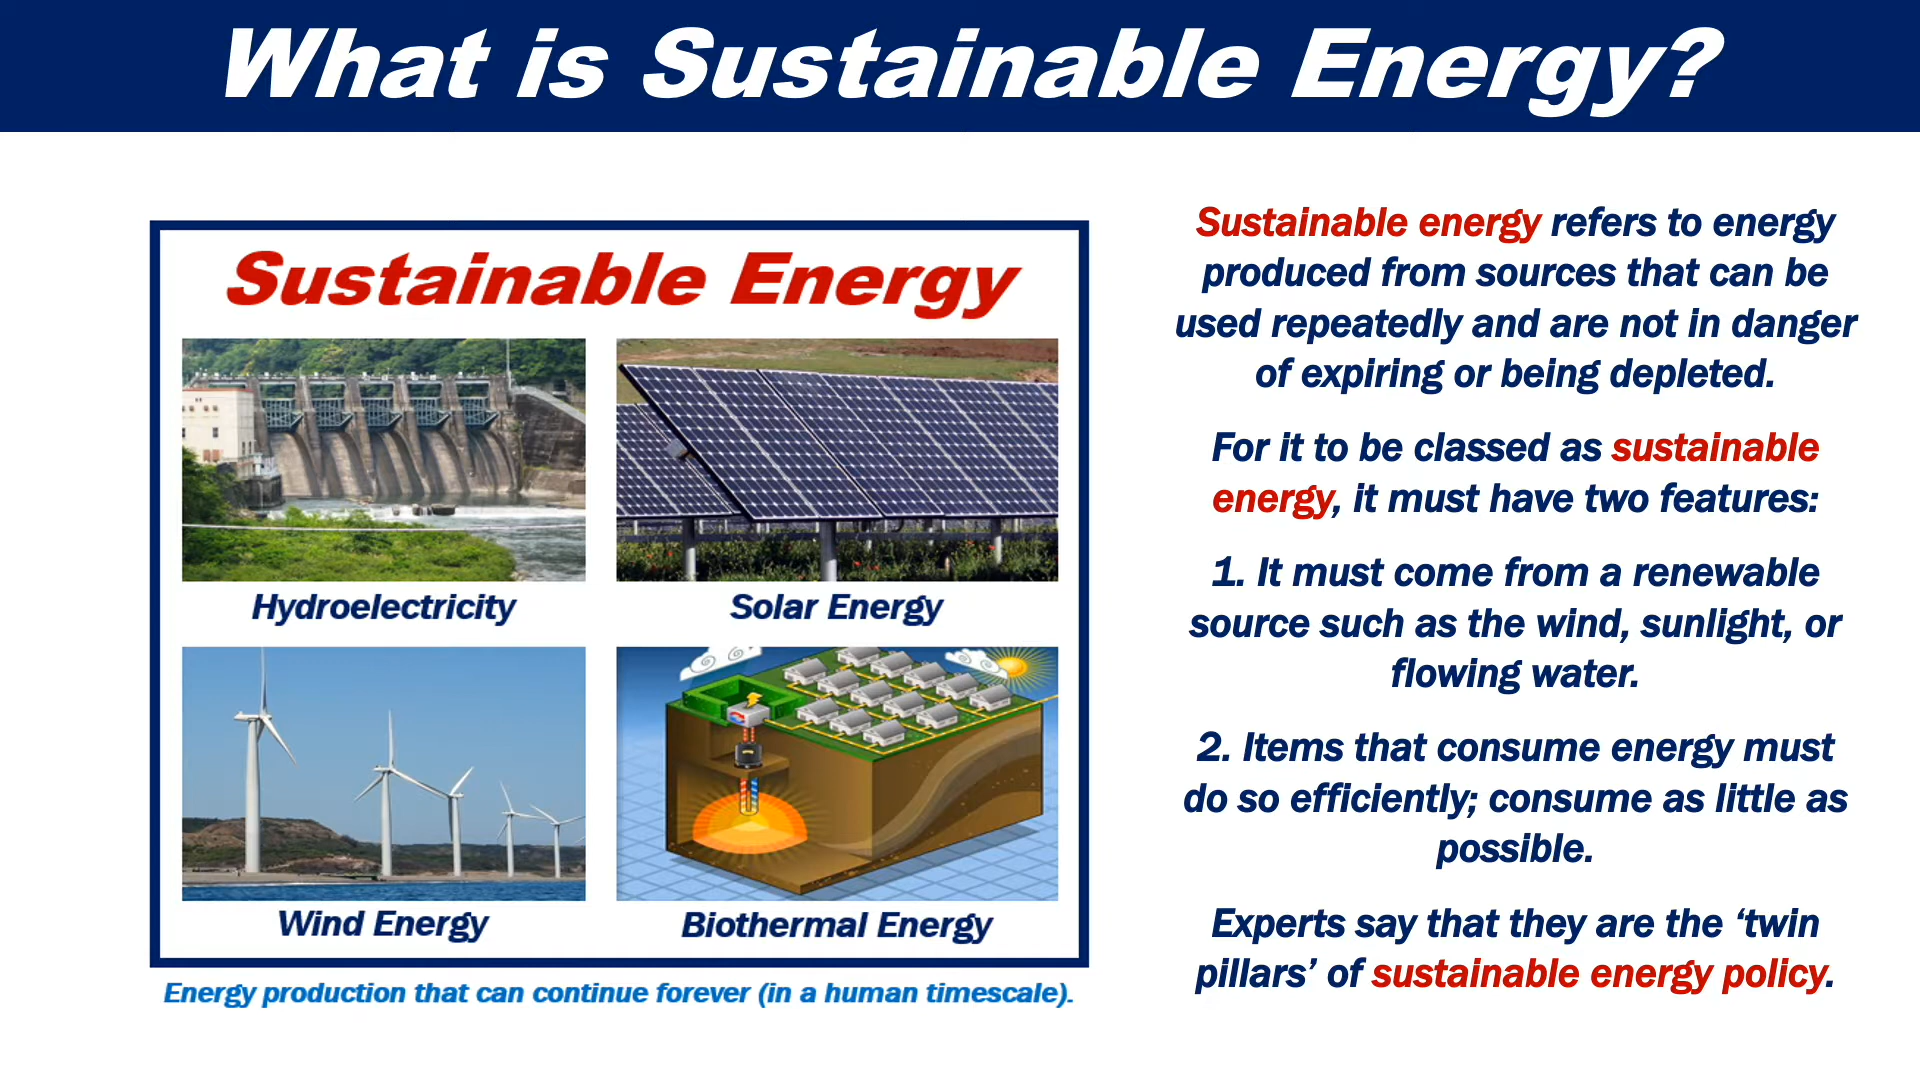 What is Sustainable Energy?
Sustainable Energy
Hydroelectricity
Solar Energy
Wind Energy
Biothermal Energy
Energy production that can continue forever (in a human timescale).
Sustainable energy refers to energy
produced from sources that can be
used repeatedly and are not in danger
of expiring or being depleted.
For it to be classed as sustainable
energy, it must have two features:
1. It must come from a renewable
source such as the wind, sunlight, or
flowing water.
2. Items that consume energy must
do so efficiently; consume as little as
possible.
Experts say that they are the ‘twin
pillars’ of sustainable energy policy.